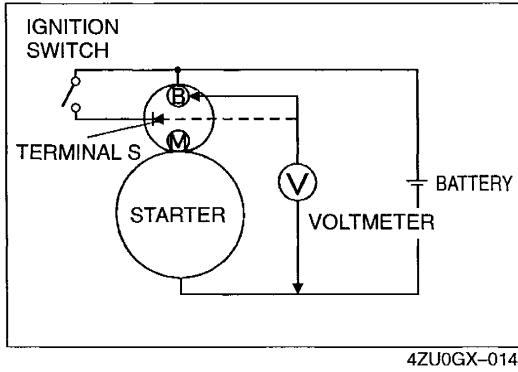 IGNITION
SWITCH
B
TERMINAL S
M
V
BATTERY
STARTER
VOLTMETER
4ZU0GX-014